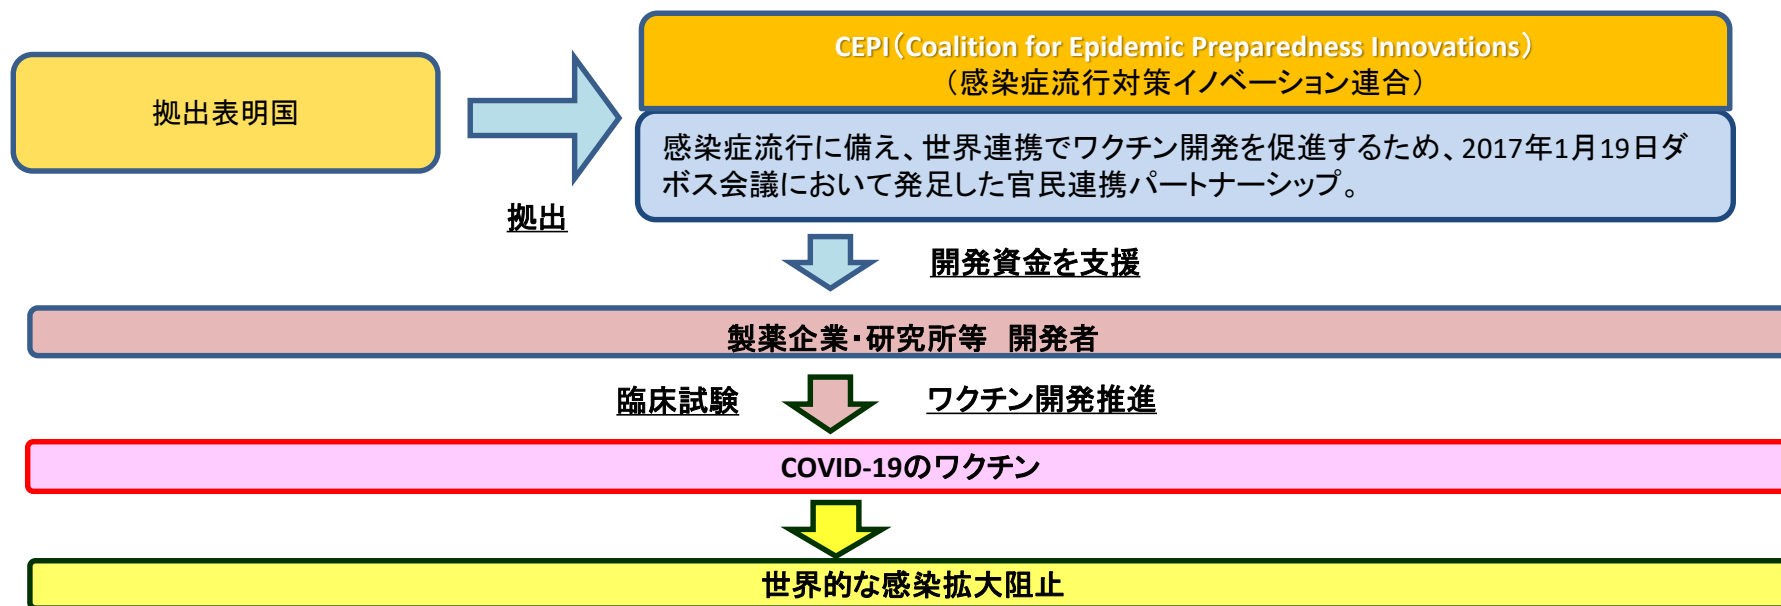 CEPI（Coalition for Epidemic Preparedness Innovations）
（感染症流行対策イノベーション連合）
拠出表明国
感染症流行に備え、世界連携でワクチン開発を促進するため、2017年1月19日ダ
ボス会議において発足した官民連携パートナーシップ。
拠出
開発資金を支援
製薬企業・研究所等　開発者
臨床試験
ワクチン開発推進
COVID-19のワクチン
世界的な感染拡大阻止